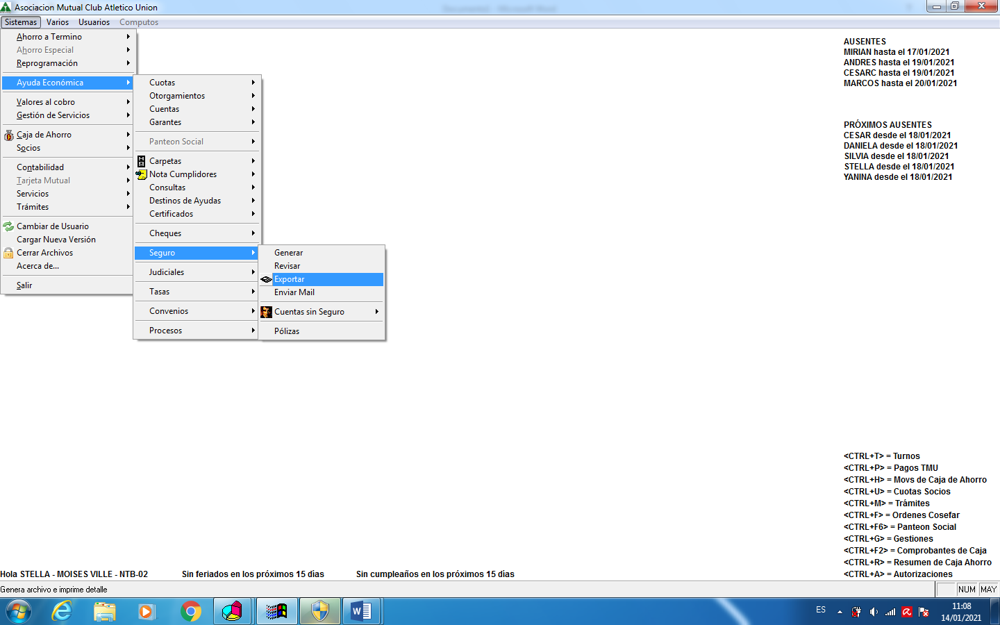 Asociacion Mutual Club Atletico Union
Sistemas Varios Usuarios Computos
Ahorro a Termino
Ahorro Especial
Reprogramación
Ayuda Económica
Valores al cobro
Gestión de Servicios
Caja de Ahorro
Socios
Contabilidad
Tarjeta Mutual
Servicios
Trámites
Cambiar de Usuario
Cargar Nueva Versión
Cerrar Archivos
Acerca de...
Salir
Cuotas
Otorgamientos
Cuentas
Garantes
Panteon Social
Carpetas
Nota Cumplidores
Consultas
Destinos de Ayudas
Certificados
Cheques
Seguro
Judiciales
Tasas
Convenios
Procesos
Generar
Revisar
Exportar
Enviar Mail
Cuentas sin Seguro
Pólizas
AUSENTES
MIRIAN hasta el 17/01/2021
ANDRES hasta el 19/01/2021
CESARC hasta el 19/01/2021
MARCOS hasta el 20/01/2021
PRÓXIMOS AUSENTES
CESAR desde el 18/01/2021
DANIELA desde el 18/01/2021
SILVIA desde el 18/01/2021
STELLA desde el 18/01/2021
YANINA desde el 18/01/2021
<CTRL+T> = Turnos
<CTRL+P> = Pagos TMU
<CTRL+H> = Movs de Caja de Ahorro
<CTRL+U> = Cuotas Socios
<CTRL+M> = Trámites
<CTRL+F> = Ordenes Cosefar
<CTRL+F6> = Panteon Social
<CTRL+G> = Gestiones
<CTRL+F2> = Comprobantes de Caja
<CTRL+R> = Resumen de Caja Ahorro
<CTRL+A> = Autorizaciones
Hola STELLA - MOISES VILLE - NTB-02 Sin feriados en los próximos 15 días Sin cumpleaños en los próximos 15 días
Genera archivo e imprime detalle NUM MAY
ES 11:08
14/01/2021